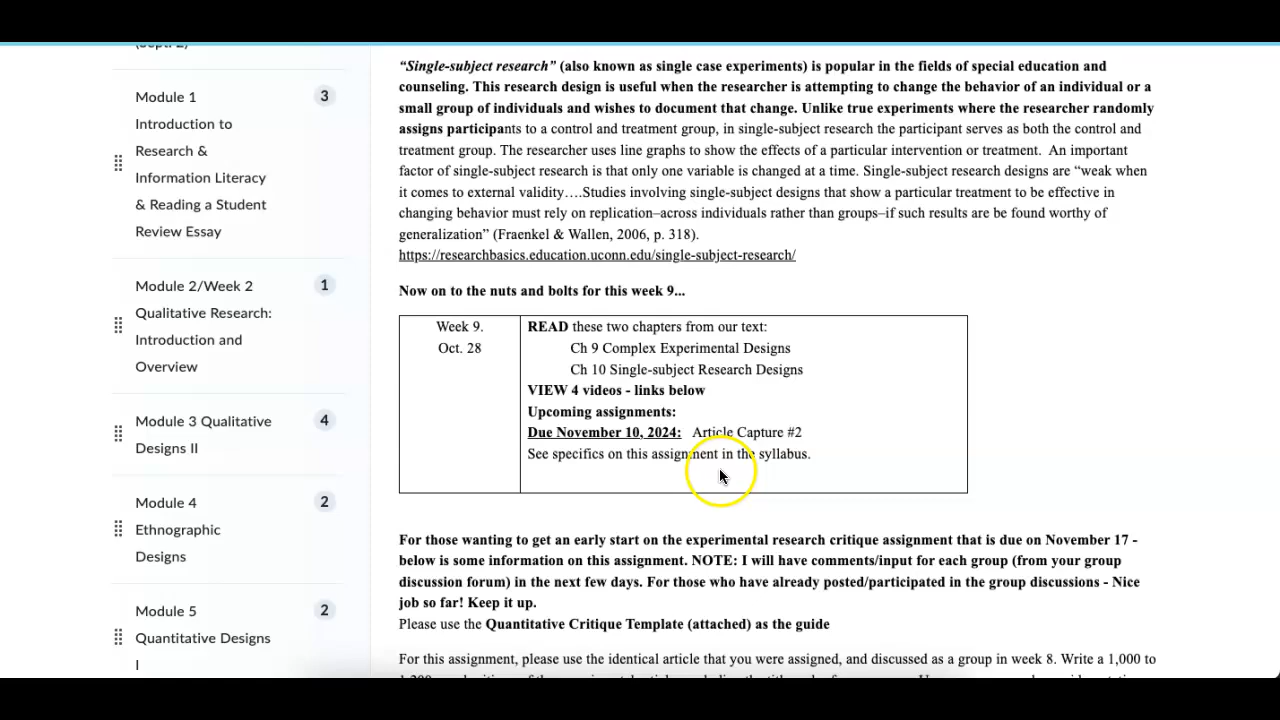 (Sept. 2)
Module 1
Introduction to
Research &
Information Literacy
& Reading a Student
Review Essay
3
Module 2/Week 2
Qualitative Research:
Introduction and
Overview
1
Module 3 Qualitative
Designs II
4
Module 4
Ethnographic
Designs
2
Module 5
Quantitative Designs
I
2
“Single-subject research” (also known as single case experiments) is popular in the fields of special education and
counseling. This research design is useful when the researcher is attempting to change the behavior of an individual or a
small group of individuals and wishes to document that change. Unlike true experiments where the researcher randomly
assigns participants to a control and treatment group, in single-subject research the participant serves as both the control and
treatment group. The researcher uses line graphs to show the effects of a particular intervention or treatment.  An important
factor of single-subject research is that only one variable is changed at a time. Single-subject research designs are “weak when
it comes to external validity….Studies involving single-subject designs that show a particular treatment to be effective in
changing behavior must rely on replication–across individuals rather than groups–if such results are be found worthy of
generalization” (Fraenkel & Wallen, 2006, p. 318).
https://researchbasics.education.uconn.edu/single-subject-research/
Now on to the nuts and bolts for this week 9...
Week 9.
Oct. 28
READ these two chapters from our text:
Ch 9 Complex Experimental Designs
Ch 10 Single-subject Research Designs
VIEW 4 videos - links below
Upcoming assignments:
Due November 10, 2024: Article Capture #2
See specifics on this assignment in the syllabus.
For those wanting to get an early start on the experimental research critique assignment that is due on November 17 -
below is some information on this assignment. NOTE: I will have comments/input for each group (from your group
discussion forum) in the next few days. For those who have already posted/participated in the group discussions - Nice
job so far! Keep it up.
Please use the Quantitative Critique Template (attached) as the guide
For this assignment, please use the identical article that you were assigned, and discussed as a group in week 8. Write a 1,000 to